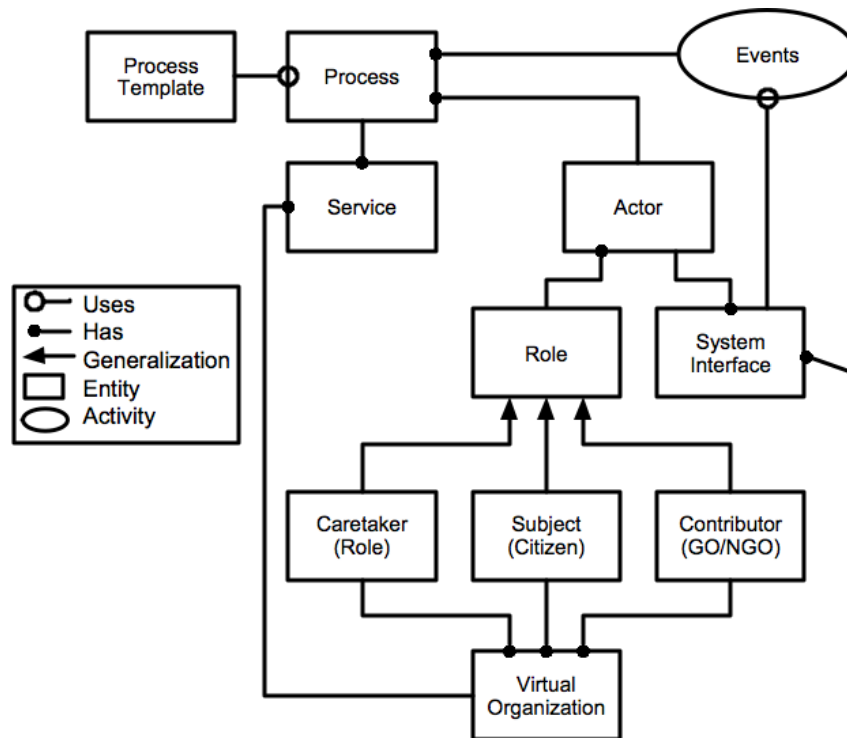 Process
Template
Process
Events
Service
Actor
Uses
Has
Generalization
Entity
Activity
Role
System
Interface
Caretaker
(Role)
Subject
(Citizen)
Contributor
(GO/NGO)
Virtual
Organization